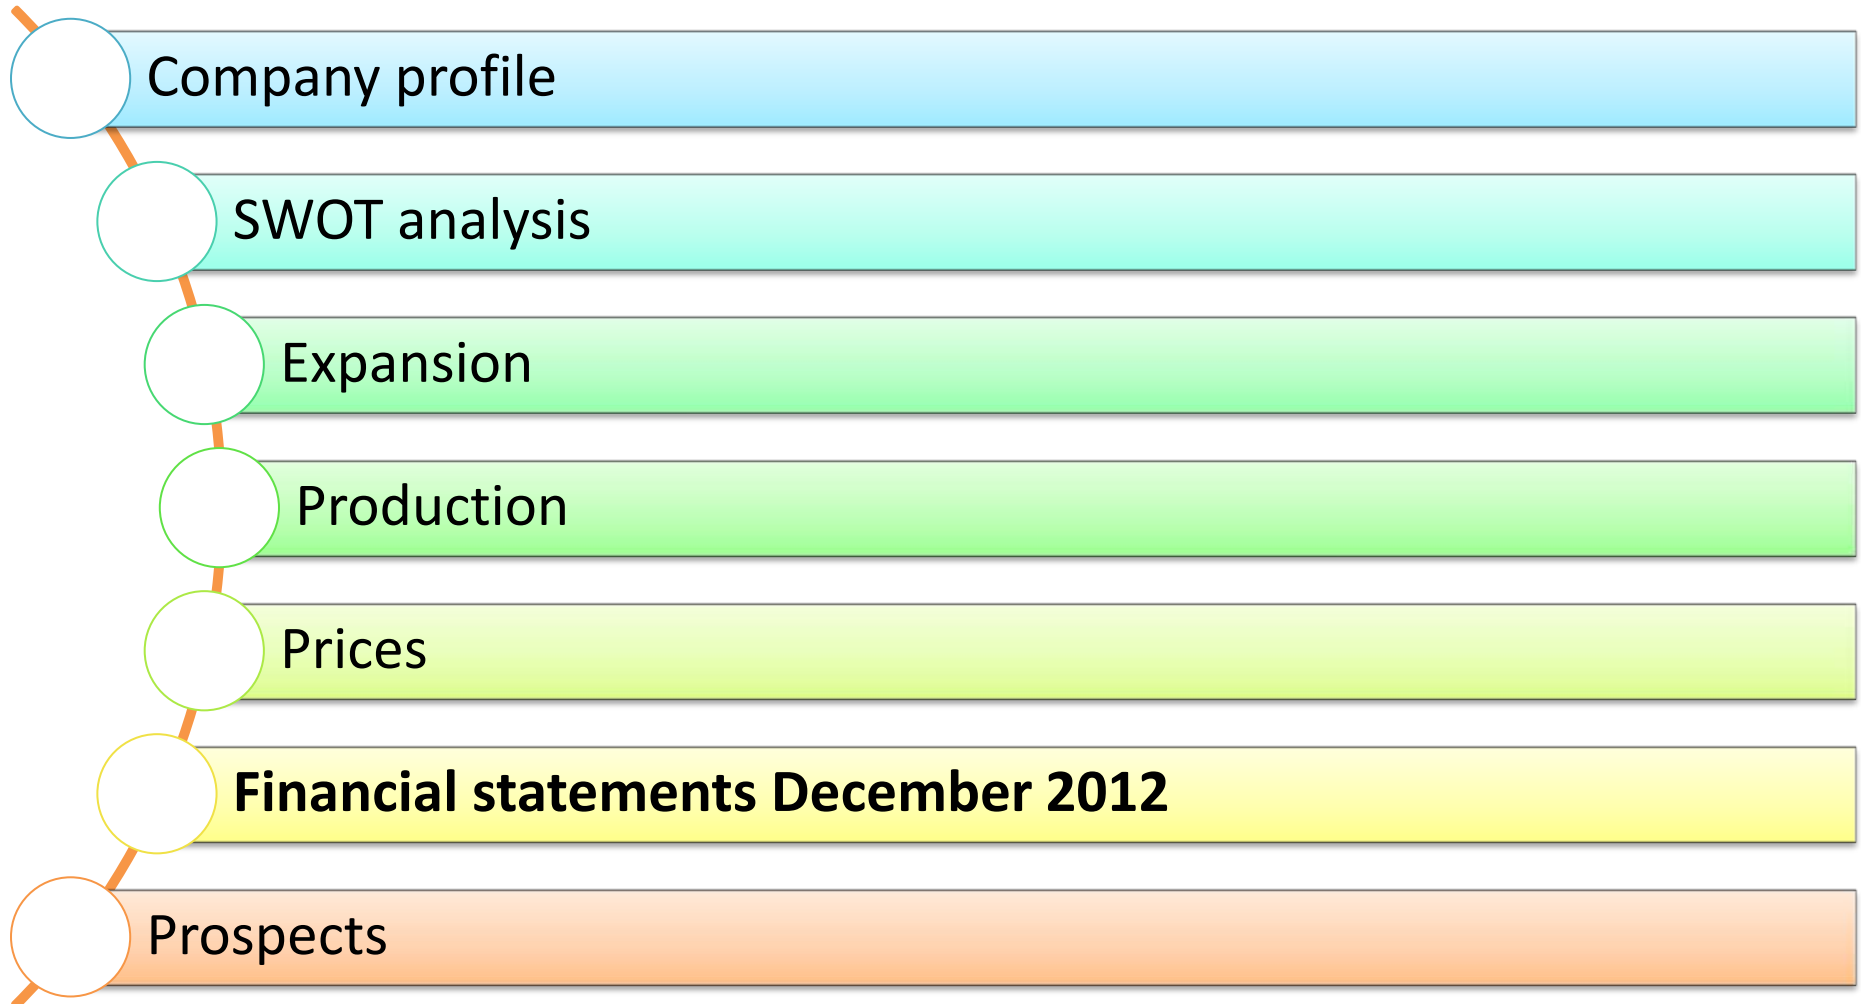 Company profile
SWOT analysis
Expansion
Production
Prices
Financial statements December 2012
Prospects